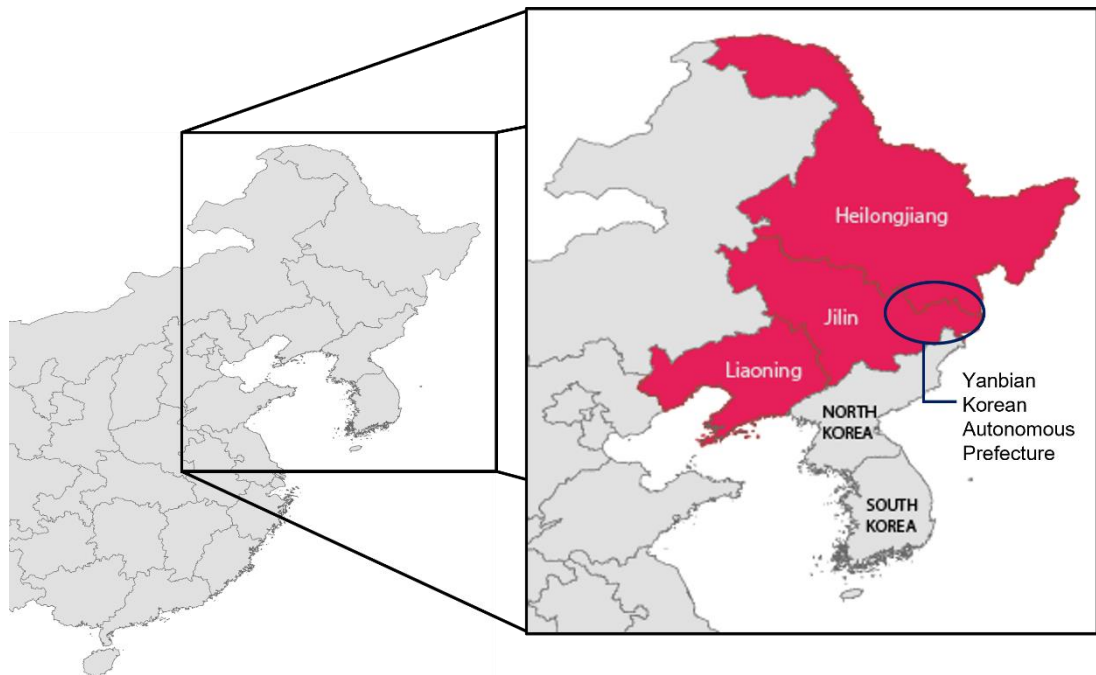 Heilongjiang
Jilin
Liaoning
Yanbian
Korean
Autonomous
Prefecture
NORTH
KOREA
SOUTH
KOREA